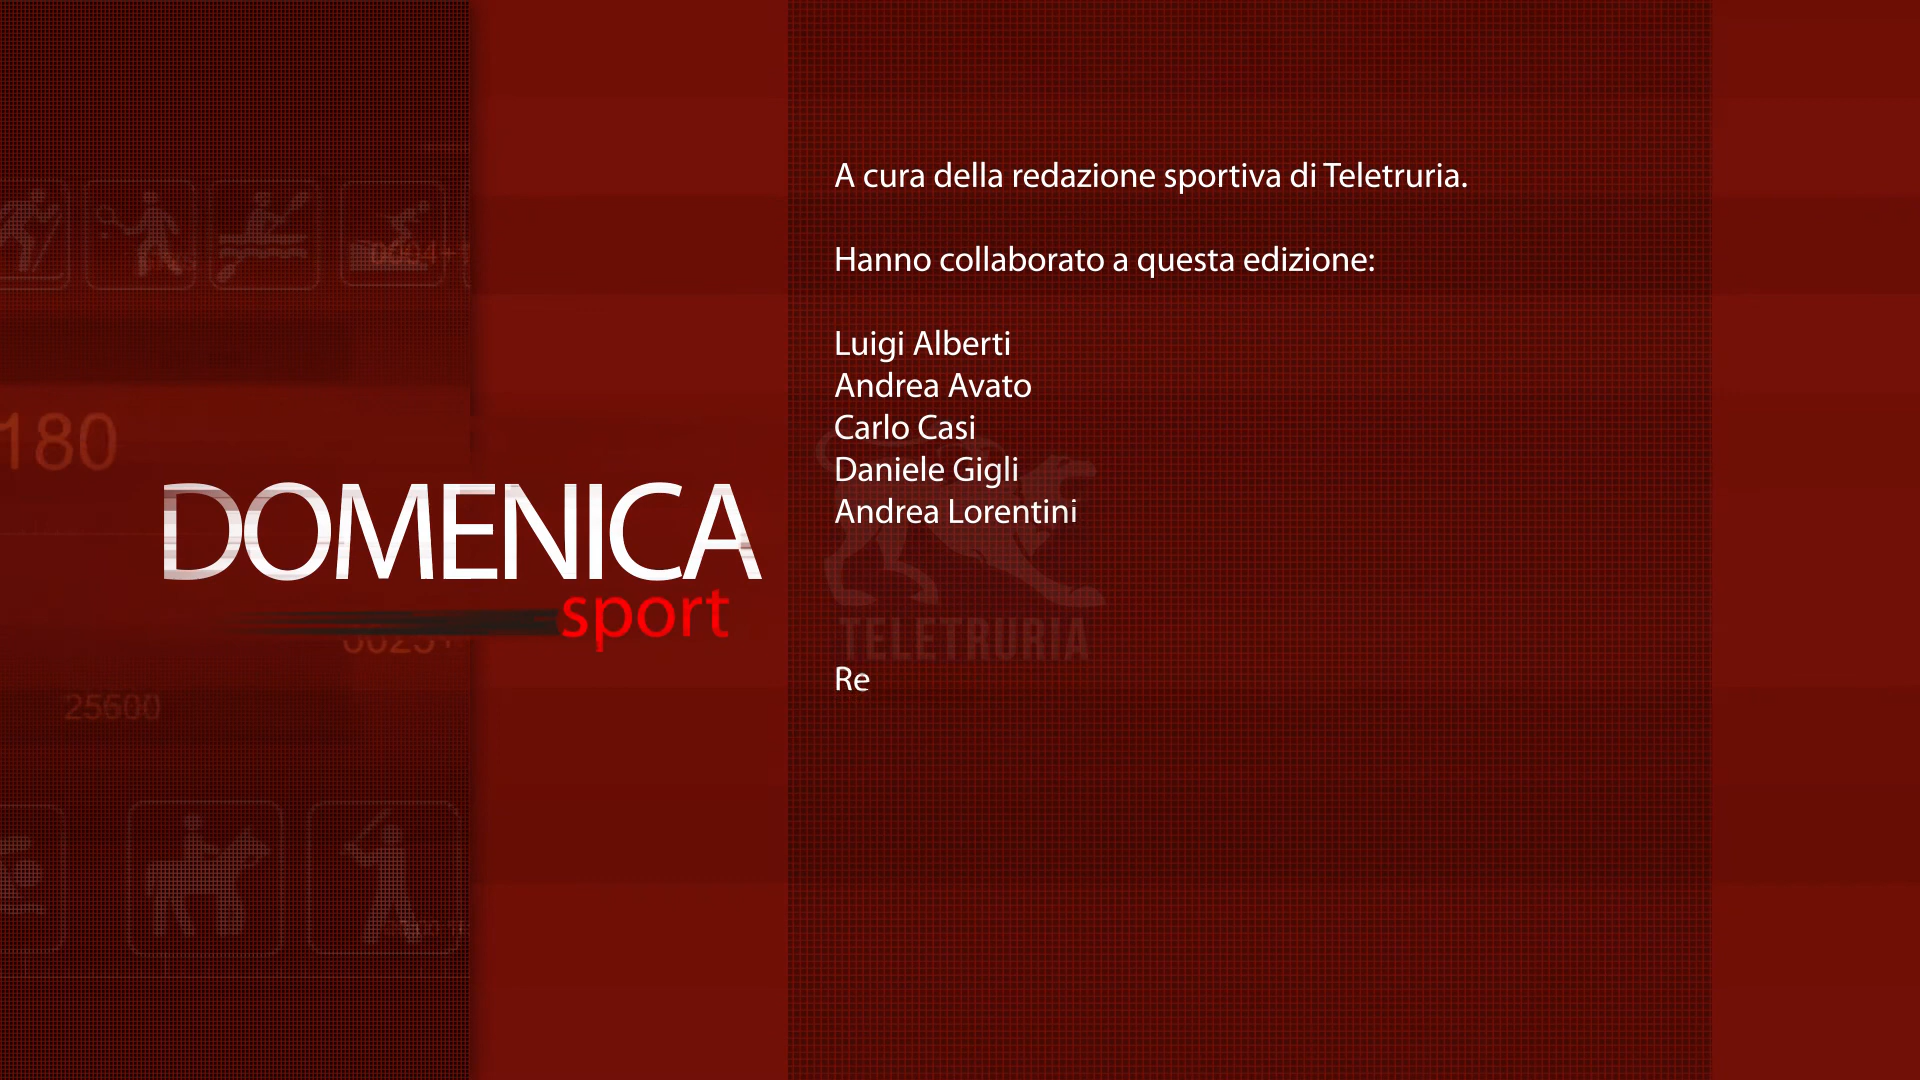 A cura della redazione sportiva di Teletruria.
Hanno collaborato a questa edizione:
Luigi Alberti
Andrea Avato
Carlo Casi
Daniele Gigli
Andrea Lorentini
Re
DOMENICA
sport
TELETRURIA
180
25600